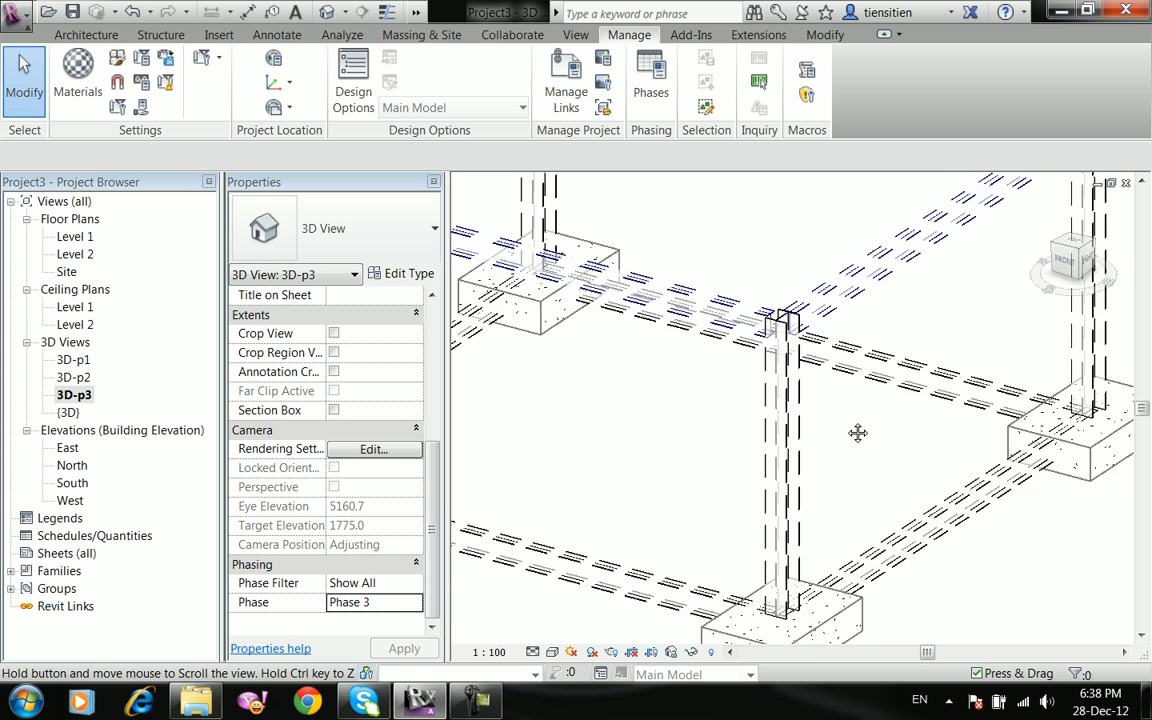 Project3 - 3D
Type a keyword or phrase
tiensitien
Architecture
Structure
Insert
Annotate
Analyze
Massing & Site
Collaborate
View
Manage
Add-Ins
Extensions
Modify
Modify
Materials
Design
Options
Main Model
Manage
Links
Phases
Select
Settings
Project Location
Design Options
Manage Project
Phasing
Selection
Inquiry
Macros
Project3 - Project Browser
Views (all)
Floor Plans
Level 1
Level 2
Site
Ceiling Plans
Level 1
Level 2
3D Views
3D-p1
3D-p2
3D-p3
{3D}
Elevations (Building Elevation)
East
North
South
West
Legends
Schedules/Quantities
Sheets (all)
Families
Groups
Revit Links
Properties
3D View
3D View: 3D-p3
Edit Type
Title on Sheet
Extents
Crop View
Crop Region V...
Annotation Cr...
Far Clip Active
Section Box
Camera
Rendering Sett...
Edit...
Locked Orient...
Perspective
Eye Elevation
5160.7
Target Elevation
1775.0
Camera Position
Adjusting
Phasing
Phase Filter
Show All
Phase
Phase 3
Properties help
Apply
FRONT
1 : 100
Hold button and move mouse to Scroll the view. Hold Ctrl key to Z
:0
Main Model
Press & Drag
:0
EN
6:38 PM
28-Dec-12